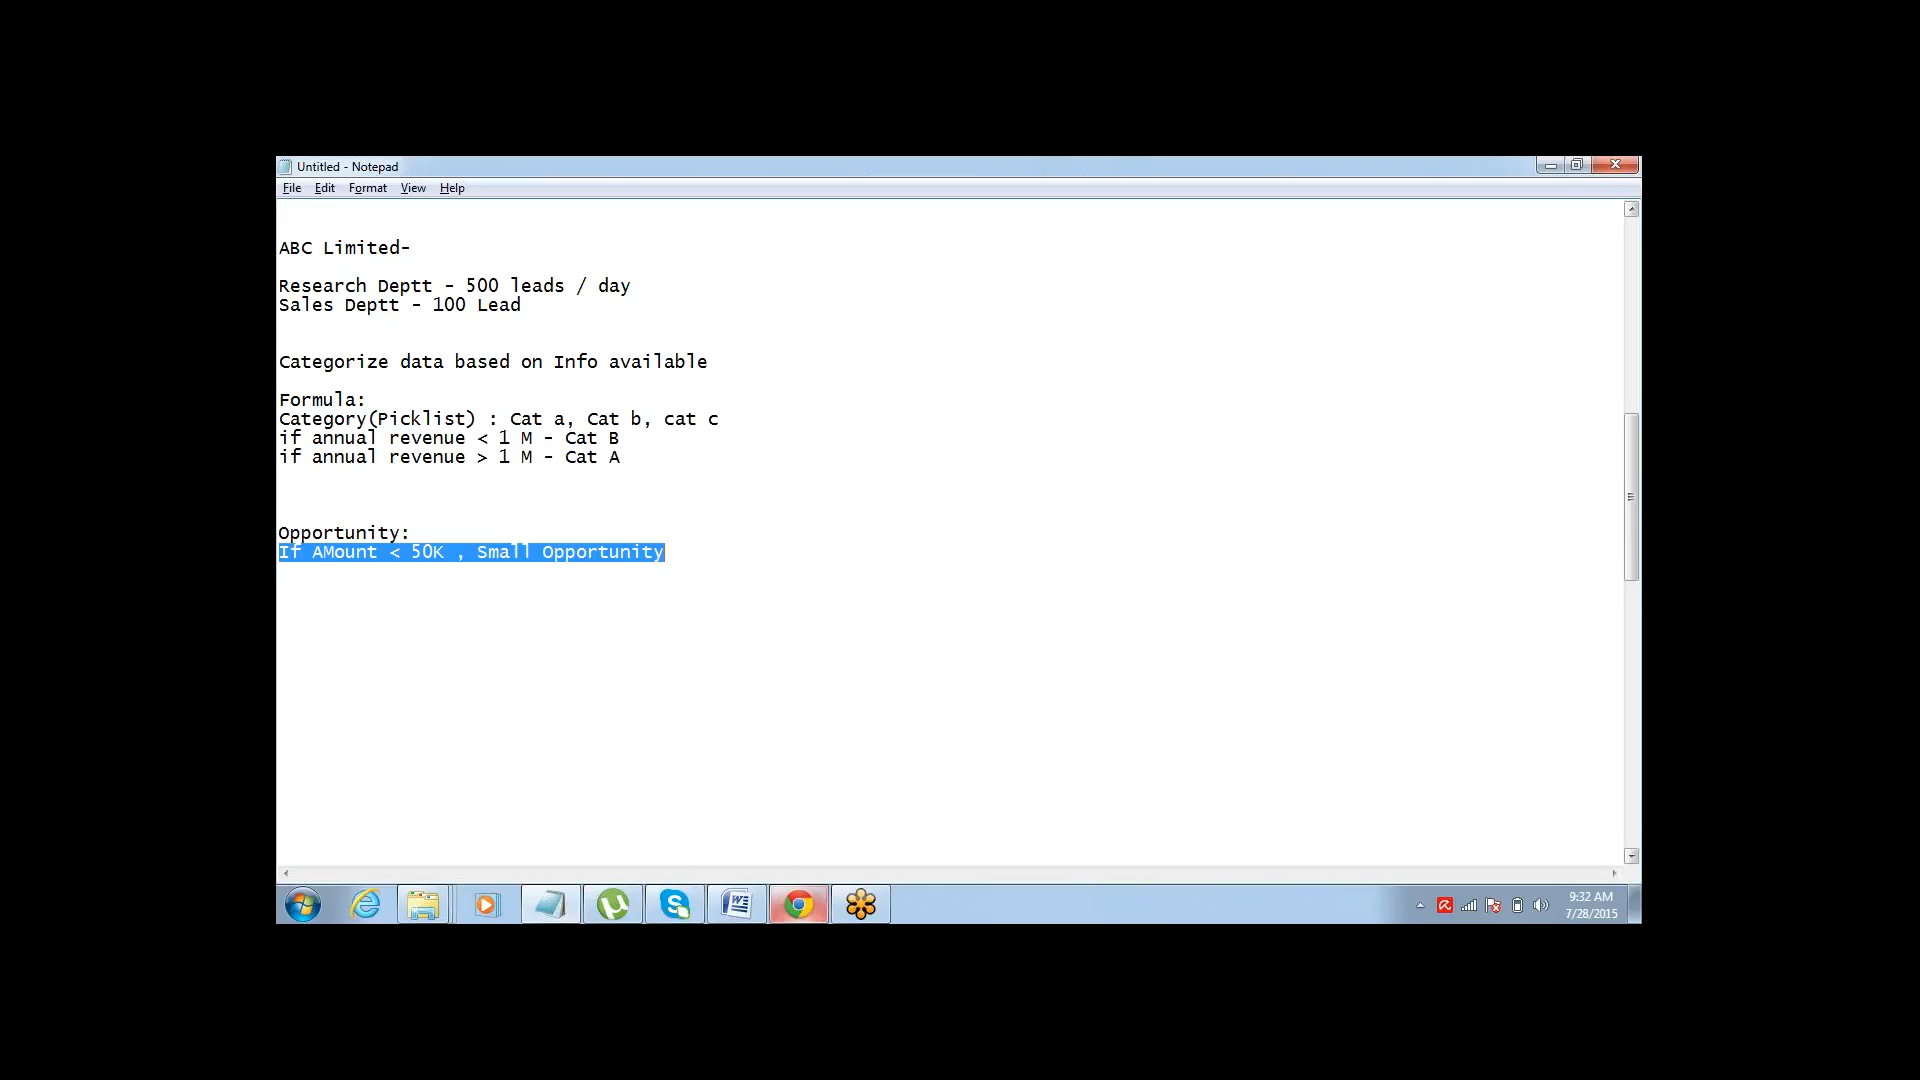 Untitled - Notepad
File Edit Format View Help
ABC Limited-
Research Deptt - 500 leads / day
Sales Deptt - 100 Lead
Categorize data based on Info available
Formula:
Category(Picklist) : Cat a, Cat b, cat c
if annual revenue < 1 M - Cat B
if annual revenue > 1 M - Cat A
Opportunity:
If AMount < 50K , Small Opportunity
9:32 AM
7/28/2015